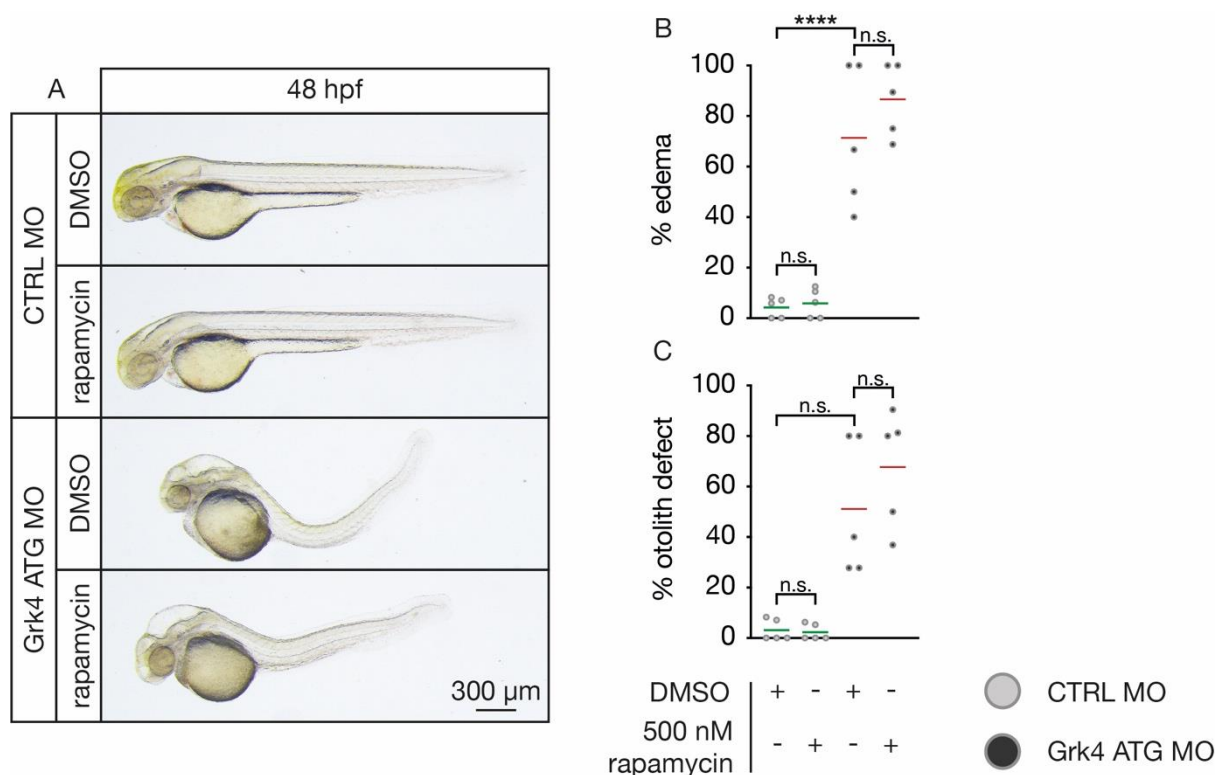 A
48 hpf
CTRL MO
DMSO
rapamycin
Grk4 ATG MO
DMSO
rapamycin
300 µm
B
****
n.s.
n.s.
% edema
100
80
60
40
20
0
C
n.s.
n.s.
n.s.
% otolith defect
100
80
60
40
20
0
DMSO + - + -
500 nM
rapamycin - + - +
CTRL MO
Grk4 ATG MO